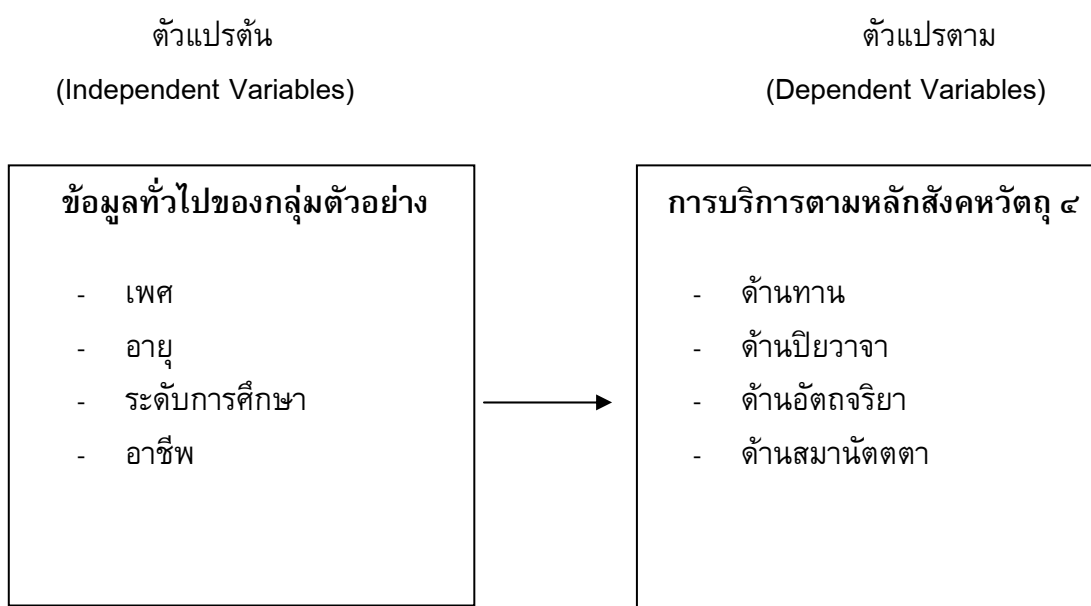 ตัวแปรต้น
(Independent Variables)
ข้อมูลทั่วไปของกลุ่มตัวอย่าง
- เพศ
- อายุ
- ระดับการศึกษา
- อาชีพ
ตัวแปรตาม
(Dependent Variables)
การบริการตามหลักสังคหวัตถุ ๔
- ด้านทาน
- ด้านปิยวาจา
- ด้านอัตถจริยา
- ด้านสมานัตตตา